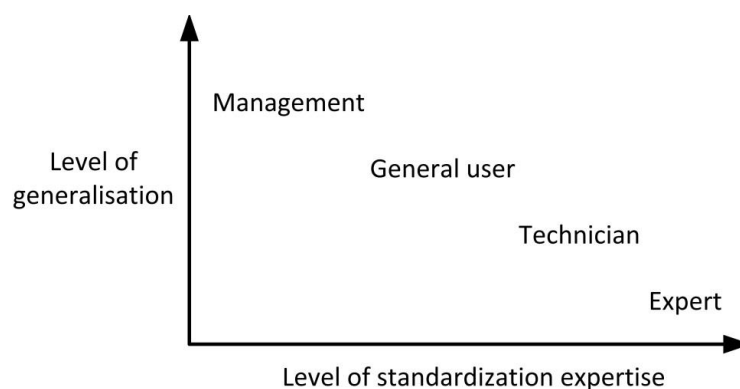 Management
Level of
generalisation
General user
Technician
Expert
Level of standardization expertise